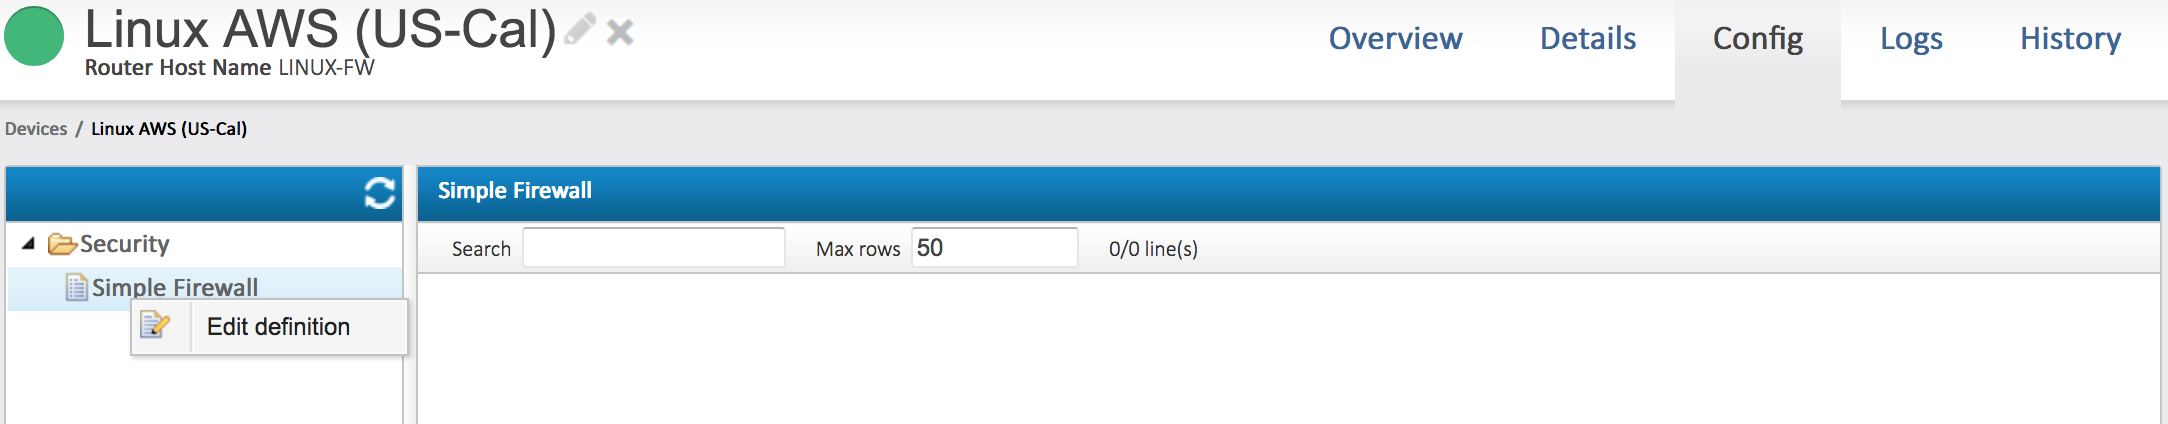 Linux AWS (US-Cal)
Router Host Name LINUX-FW
Overview
Details
Config
Logs
History
Devices / Linux AWS (US-Cal)
Simple Firewall
Security
Search
Max rows 50
0/0 line(s)
Simple Firewall
Edit definition